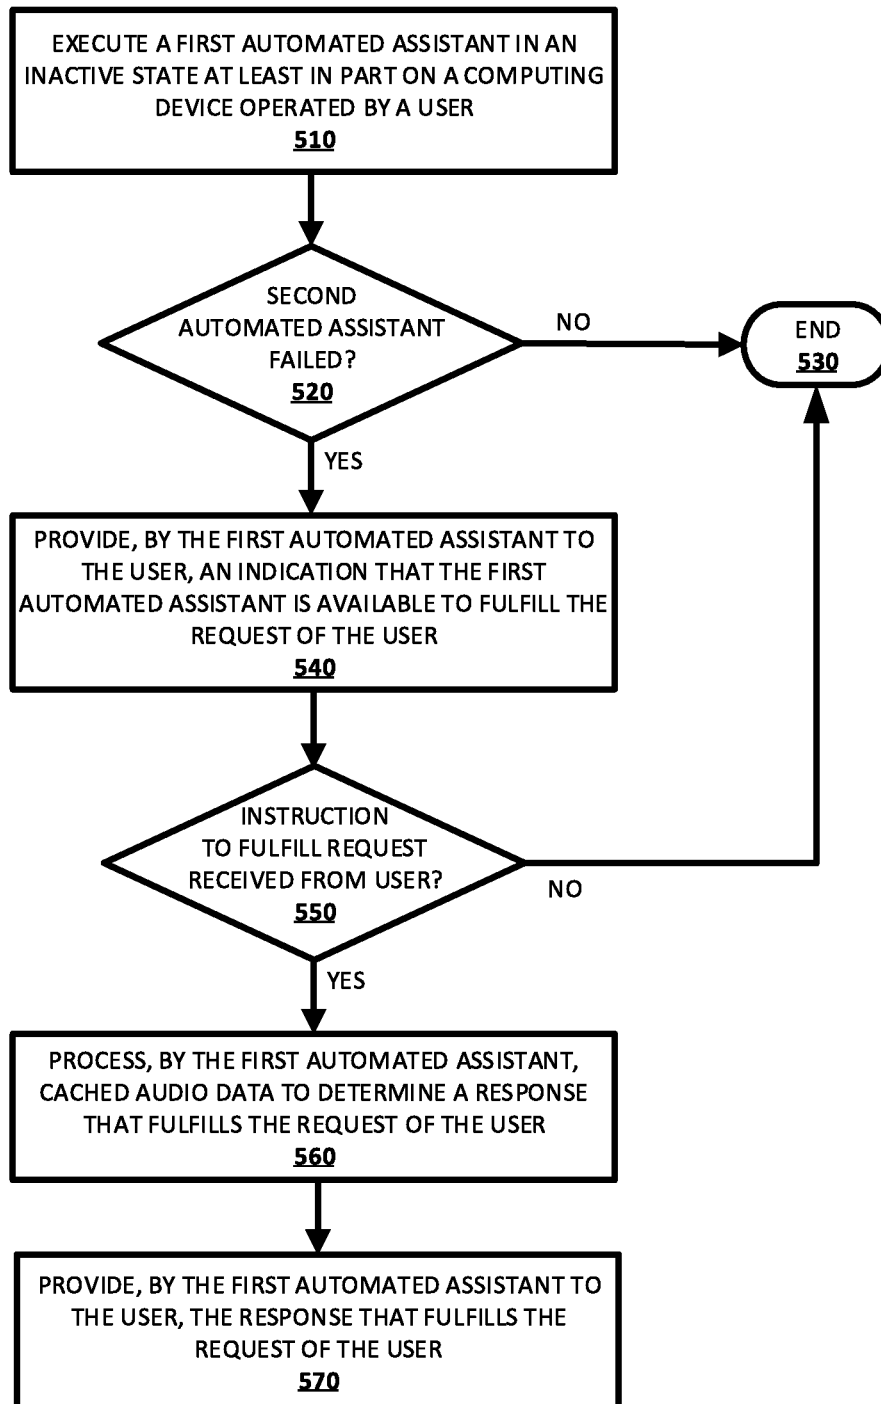 EXECUTE A FIRST AUTOMATED ASSISTANT IN AN
INACTIVE STATE AT LEAST IN PART ON A COMPUTING
DEVICE OPERATED BY A USER
510
SECOND
AUTOMATED ASSISTANT
FAILED?
520
NO
END
530
YES
PROVIDE, BY THE FIRST AUTOMATED ASSISTANT TO
THE USER, AN INDICATION THAT THE FIRST
AUTOMATED ASSISTANT IS AVAILABLE TO FULFILL THE
REQUEST OF THE USER
540
INSTRUCTION
TO FULFILL REQUEST
RECEIVED FROM USER?
550
NO
YES
PROCESS, BY THE FIRST AUTOMATED ASSISTANT,
CACHED AUDIO DATA TO DETERMINE A RESPONSE
THAT FULFILLS THE REQUEST OF THE USER
560
PROVIDE, BY THE FIRST AUTOMATED ASSISTANT TO
THE USER, THE RESPONSE THAT FULFILLS THE
REQUEST OF THE USER
570